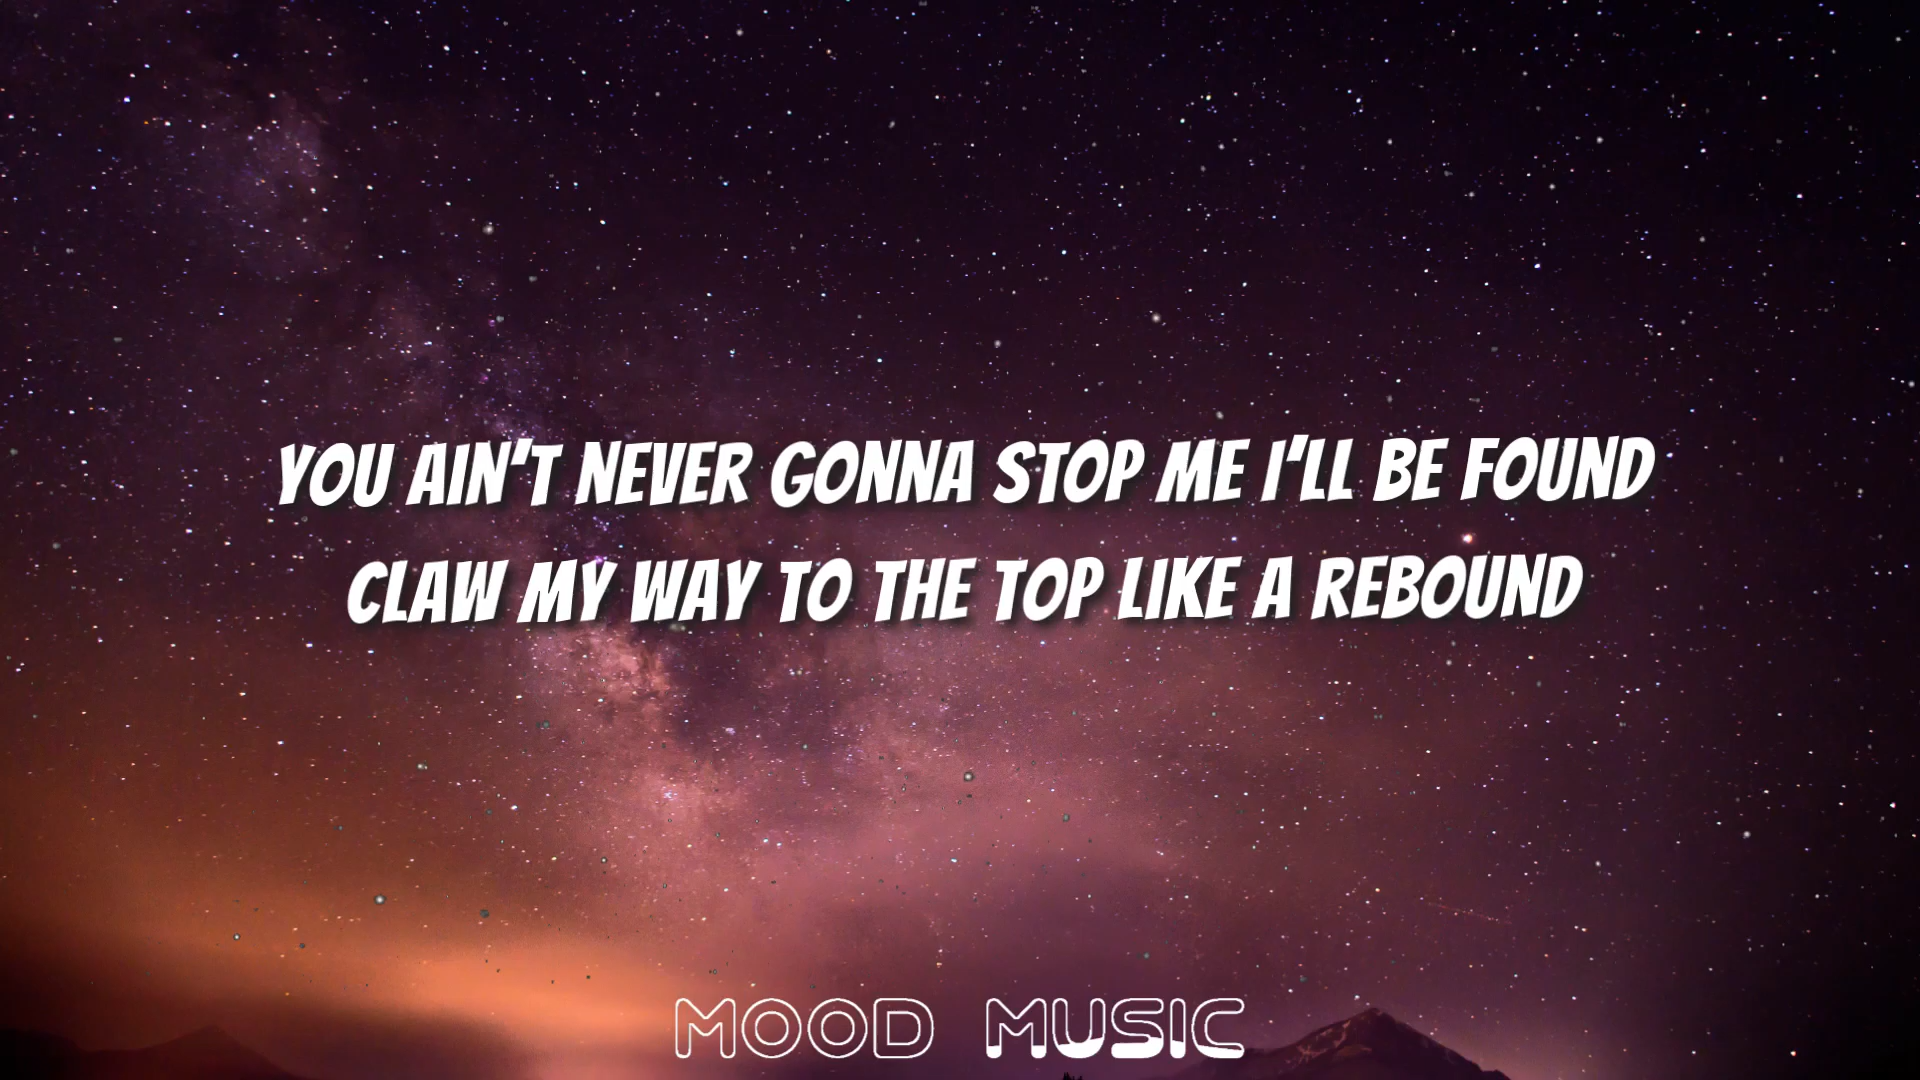 YOU AIN'T NEVER GONNA STOP ME I'LL BE FOUND
CLAW MY WAY TO THE TOP LIKE A REBOUND
MOOD MUSIC